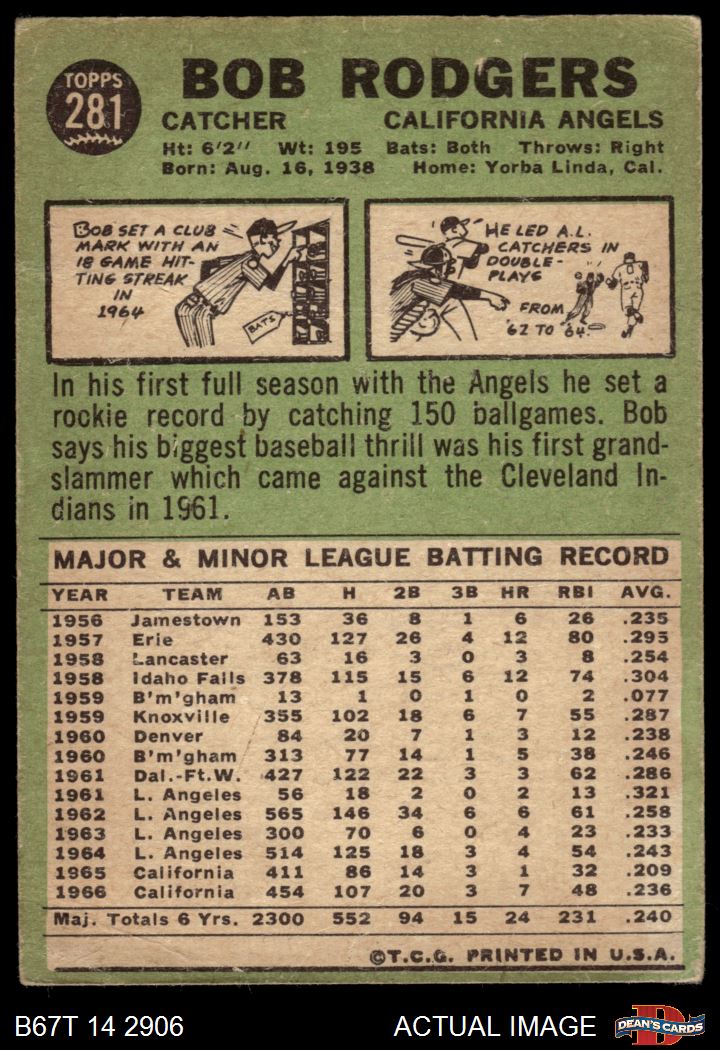 TOPPS
281
BOB RODGERS
CATCHER CALIFORNIA ANGELS
Ht: 6'2" Wt: 195 Bats: Both Throws: Right
Born: Aug. 16, 1938 Home: Yorba Linda, Cal.
BOB SET A CLUB
MARK WITH AN
18 GAME HIT-
TING STREAK
IN
1964
BATS
HE LED A.L.
CATCHERS IN
DOUBLE-
PLAYS
FROM
'62 TO '64.
In his first full season with the Angels he set a
rookie record by catching 150 ballgames. Bob
says his biggest baseball thrill was his first grand-
slammer which came against the Cleveland In-
dians in 1961.
MAJOR & MINOR LEAGUE BATTING RECORD
YEAR TEAM AB H 2B 3B HR RBI AVG.
1956 Jamestown 153 36 8 1 6 26 .235
1957 Erie 430 127 26 4 12 80 .295
1958 Lancaster 63 16 3 0 3 8 .254
1958 Idaho Falls 378 115 15 6 12 74 .304
1959 B'm'gham 13 1 0 1 0 2 .077
1959 Knoxville 355 102 18 6 7 55 .287
1960 Denver 84 20 7 1 3 12 .238
1960 B'm'gham 313 77 14 1 5 38 .246
1961 Dal.-Ft.W. 427 122 22 3 3 62 .286
1961 L. Angeles 56 18 2 0 2 13 .321
1962 L. Angeles 565 146 34 6 6 61 .258
1963 L. Angeles 300 70 6 0 4 23 .233
1964 L. Angeles 514 125 18 3 4 54 .243
1965 California 411 86 14 3 1 32 .209
1966 California 454 107 20 3 7 48 .236
Maj. Totals 6 Yrs. 2300 552 94 15 24 231 .240
©T.C.G. PRINTED IN U.S.A.
B67T 14 2906 ACTUAL IMAGE
D
DEAN'S CARDS